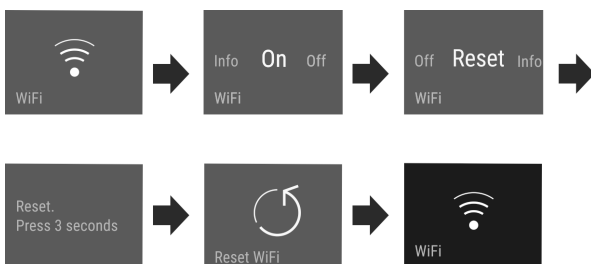 WiFi
Info On Off
WiFi
Off Reset Info
WiFi
Reset.
Press 3 seconds
Reset WiFi
WiFi